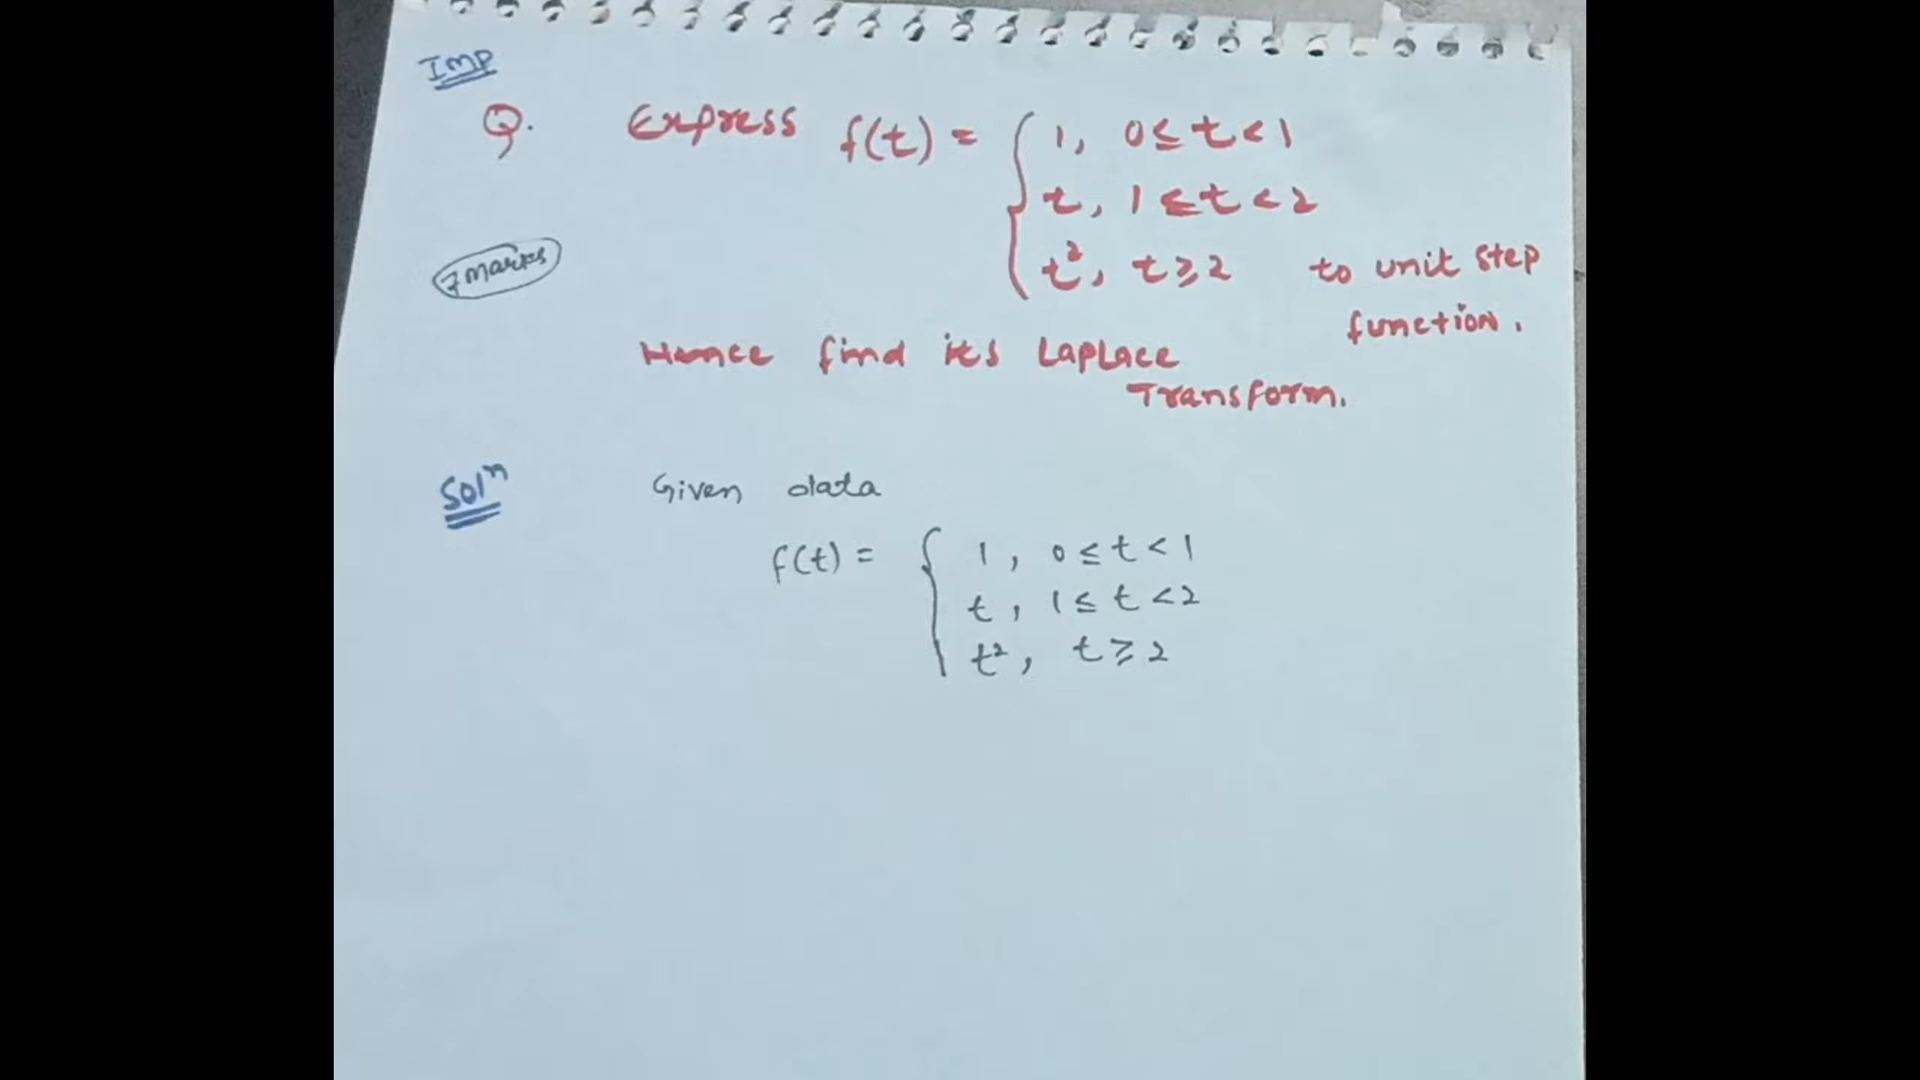 Imp
Q. Express f(t) = { 1, 0≤t<1
t, 1≤t<2
t², t≥2 to unit step
function.
7 marks
Hence find its Laplace
Transform.
Solⁿ Given data
f(t) = { 1, 0≤t<1
t, 1≤t<2
t², t≥2